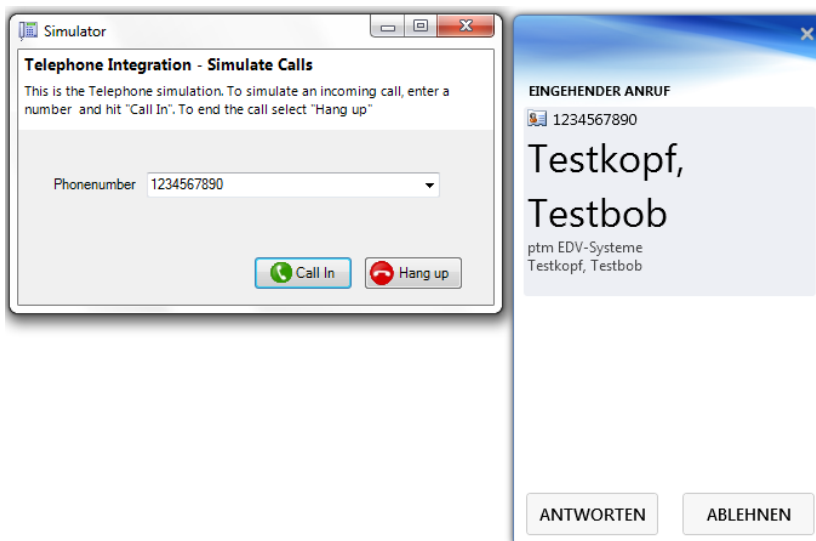 Simulator
Telephone Integration - Simulate Calls
This is the Telephone simulation. To simulate an incoming call, enter a
number and hit "Call In". To end the call select "Hang up"
Phonenumber 1234567890
Call In Hang up
EINGEHENDER ANRUF
1234567890
Testkopf,
Testbob
ptm EDV-Systeme
Testkopf, Testbob
ANTWORTEN ABLEHNEN